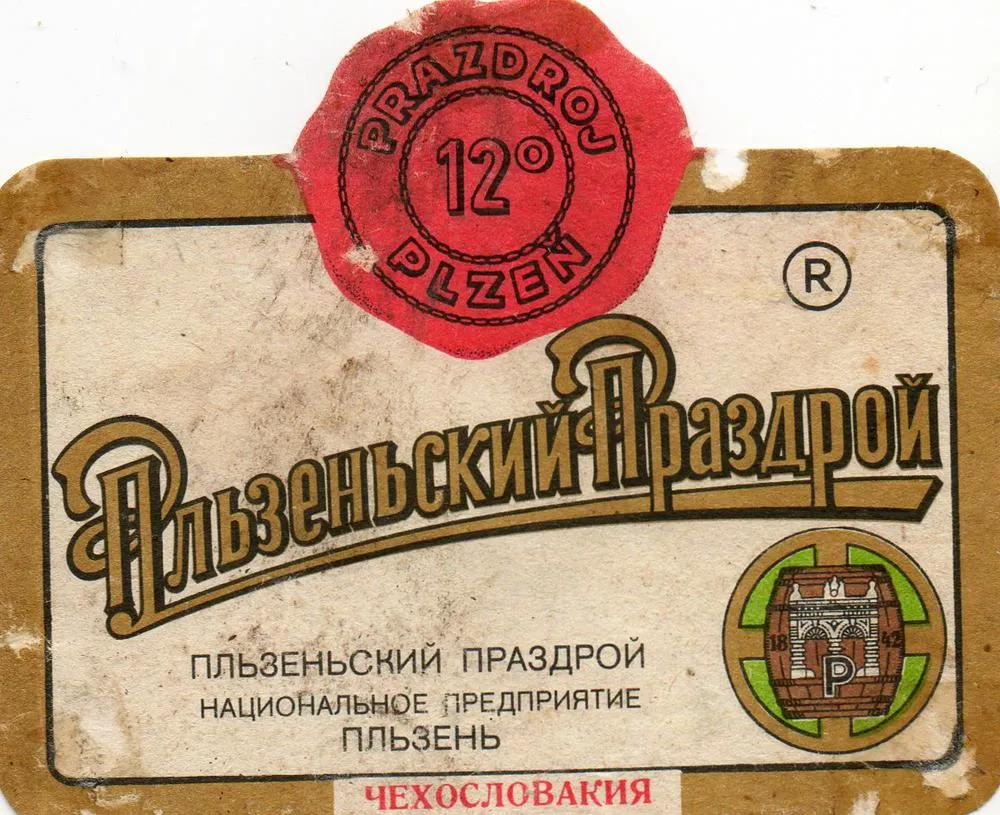 PRAZDROJ
12°
PLZEŇ
®
Пльзеньский Праздрой
18 42
P
ПЛЬЗЕНЬСКИЙ ПРАЗДРОЙ
НАЦИОНАЛЬНОЕ ПРЕДПРИЯТИЕ
ПЛЬЗЕНЬ
ЧЕХОСЛОВАКИЯ